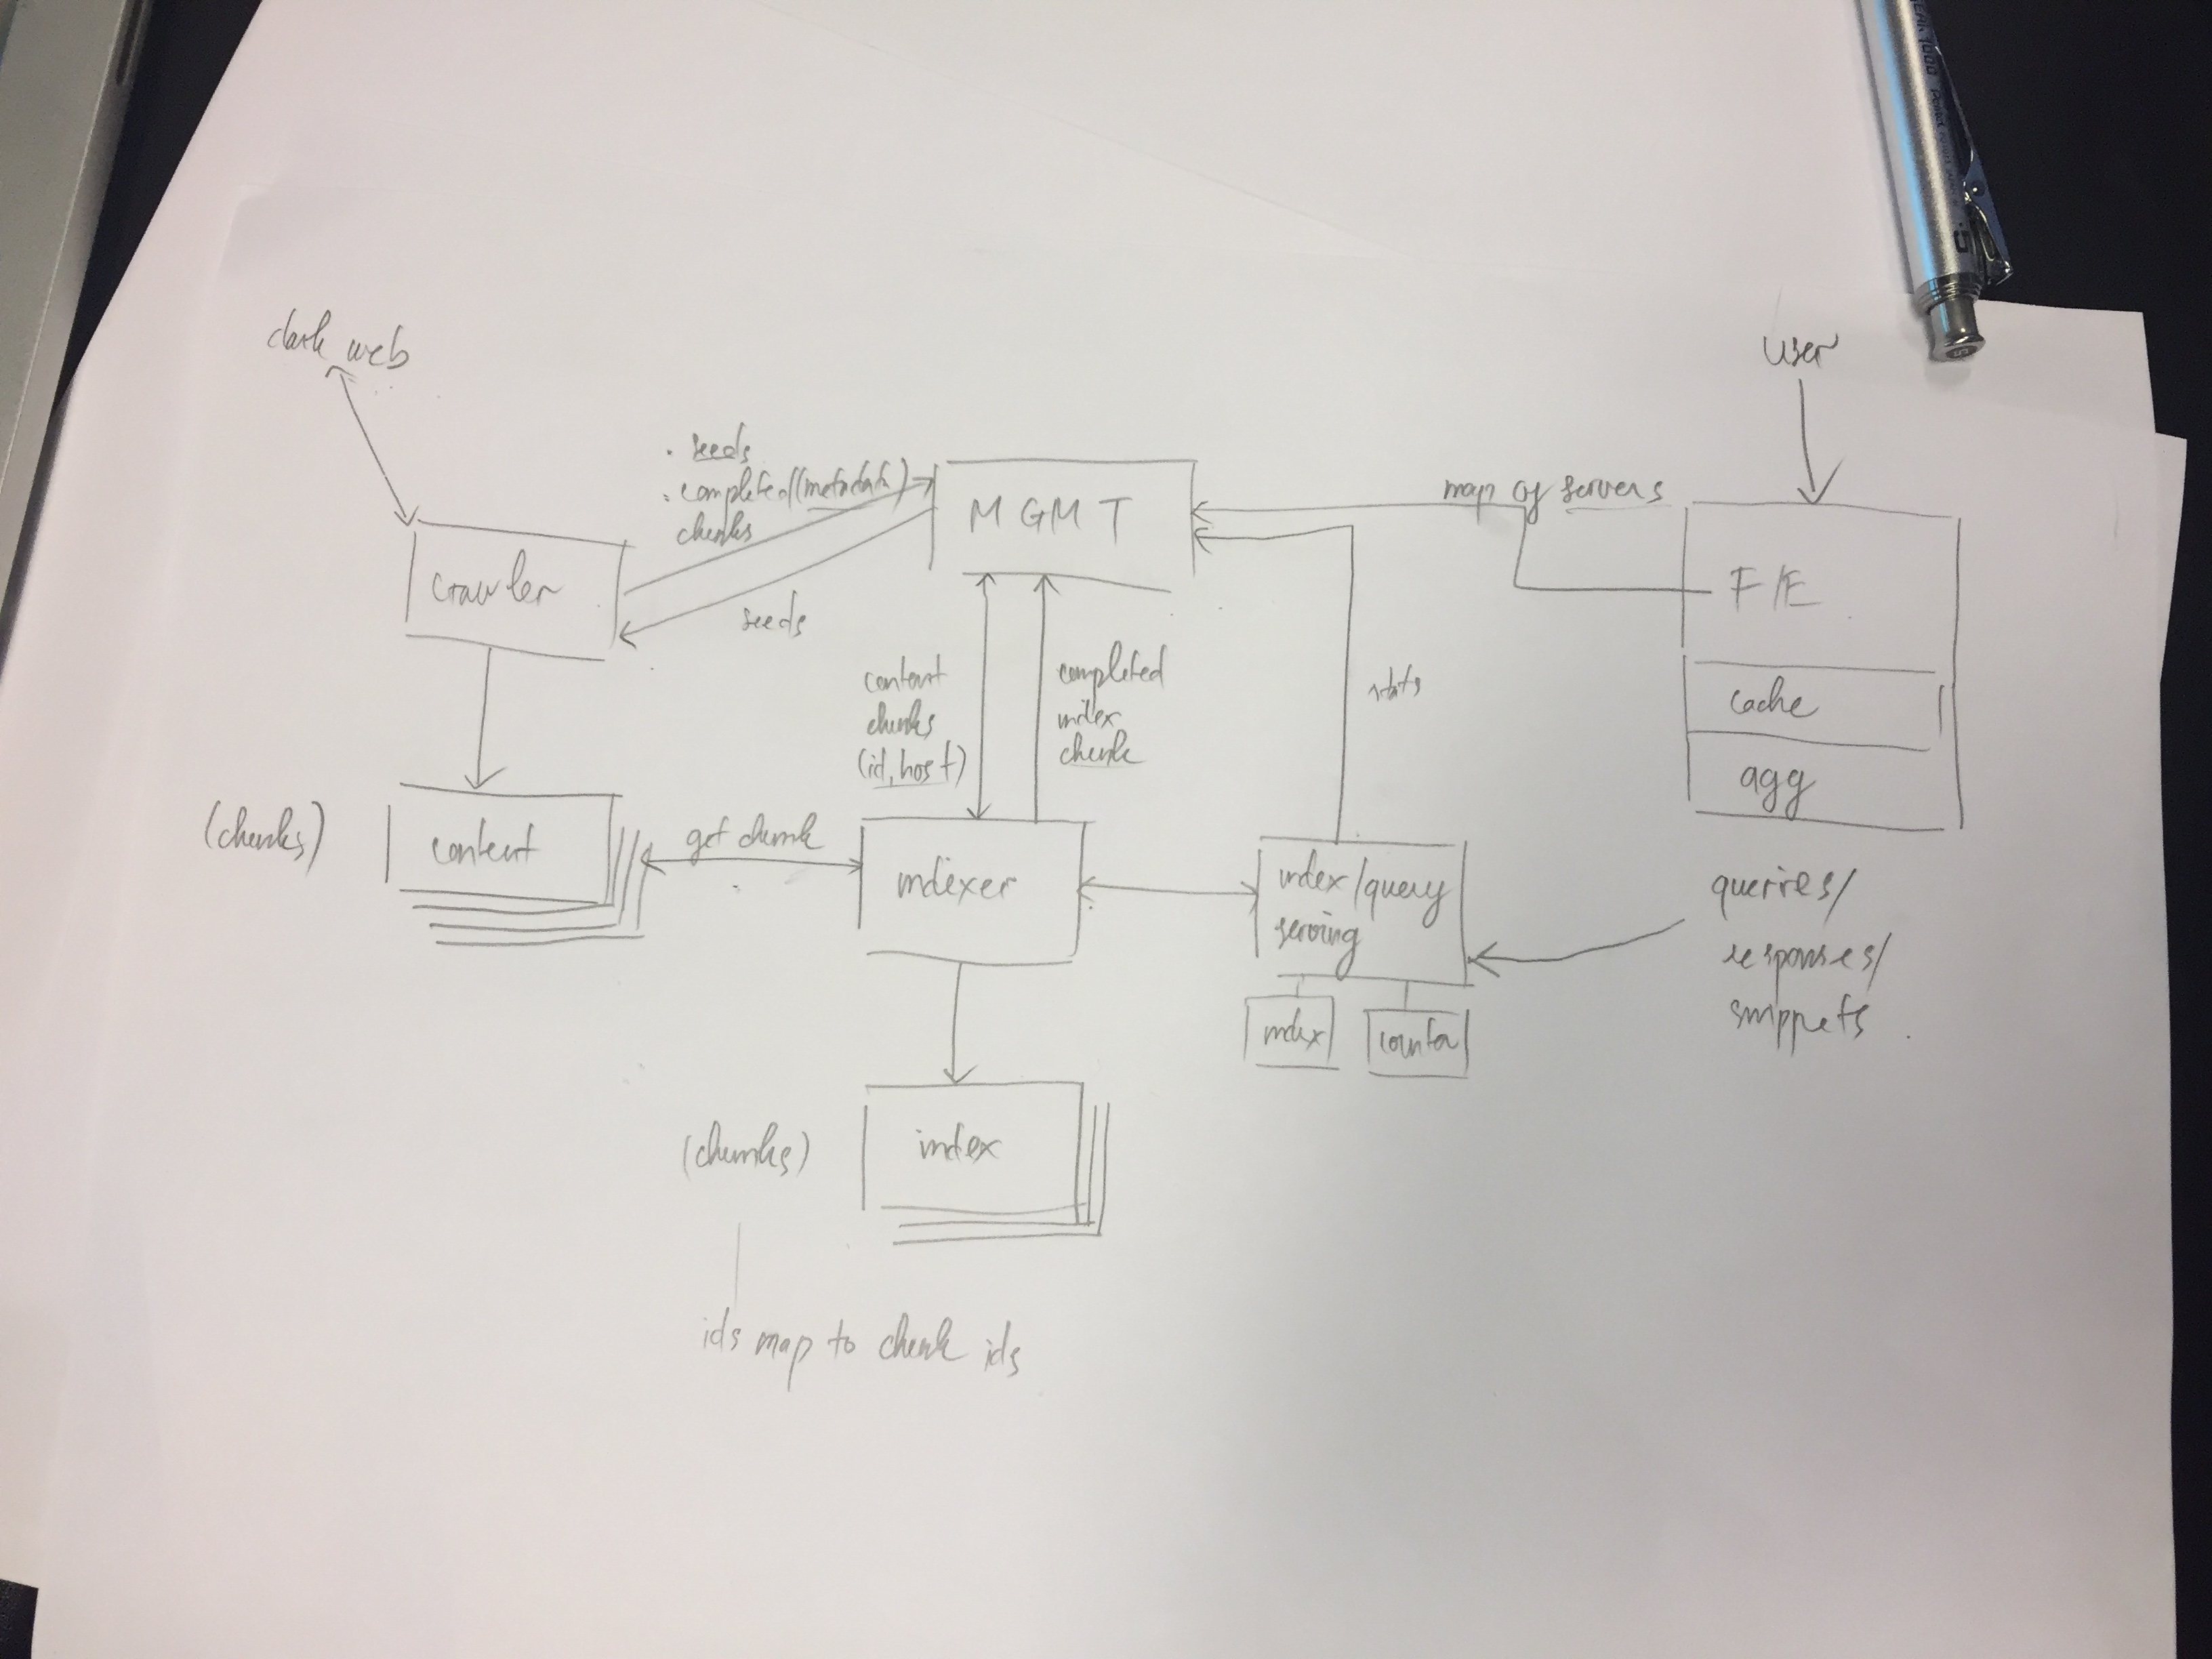 dark web
user
. seeds
. completed (metadata)
chunks
MGMT
map of servers
crawler
seeds
F/E
content
chunks
(id, host)
completed
index
chunk
stats
cache
agg
(chunks)
content
get chunk
indexer
index/query
serving
queries/
responses/
snippets
index
(chunks)
index
ids map to chunk ids